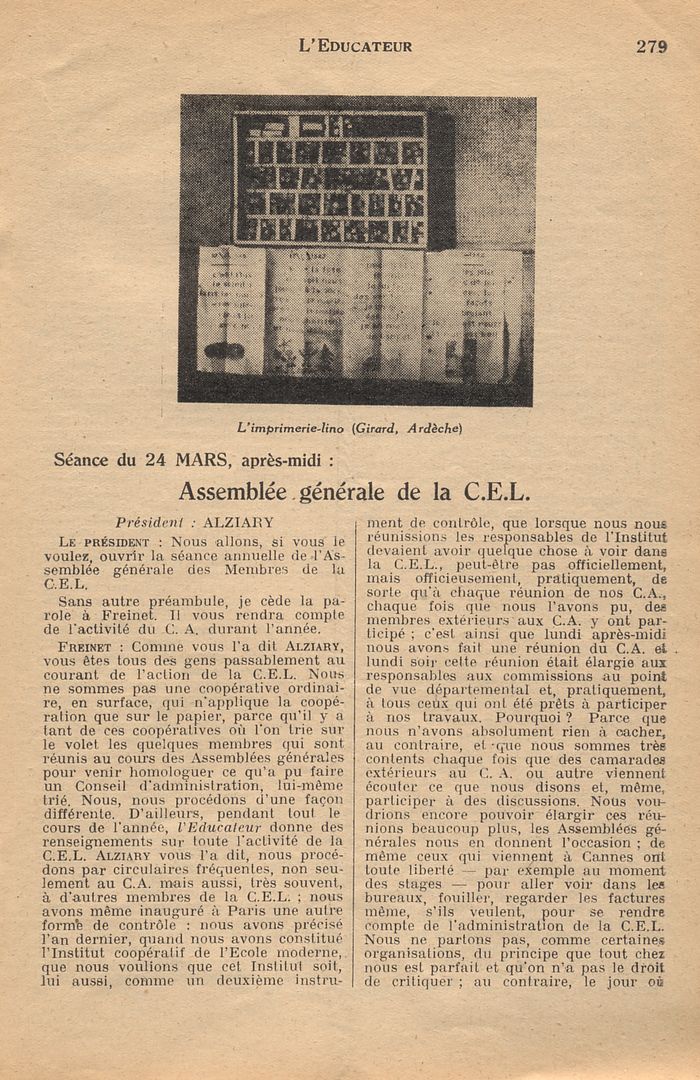 L'EDUCATEUR
279
L'imprimerie-lino (Girard, Ardèche)
Séance du 24 MARS, après-midi :
Assemblée générale de la C.E.L.
Président : ALZIARY
LE PRÉSIDENT : Nous allons, si vous le
voulez, ouvrir la séance annuelle de l'As-
semblée générale des Membres de la
C.E.L.
Sans autre préambule, je cède la pa-
role à Freinet. Il vous rendra compte
de l'activité du C. A. durant l'année.
FREINET : Comme vous l'a dit ALZIARY,
vous êtes tous des gens passablement au
courant de l'action de la C.E.L. Nous
ne sommes pas une coopérative ordinai-
re, en surface, qui n'applique la coopé-
ration que sur le papier, parce qu'il y a
tant de ces coopératives où l'on trie sur
le volet les quelques membres qui sont
réunis au cours des Assemblées générales
pour venir homologuer ce qu'a pu faire
un Conseil d'administration, lui-même
trié. Nous, nous procédons d'une façon
différente. D'ailleurs, pendant tout le
cours de l'année, l'Educateur donne des
renseignements sur toute l'activité de la
C.E.L. ALZIARY vous l'a dit, nous procé-
dons par circulaires fréquentes, non seu-
lement au C.A. mais aussi, très souvent,
à d'autres membres de la C.E.L. ; nous
avons même inauguré à Paris une autre
forme de contrôle : nous avons précisé
l'an dernier, quand nous avons constitué
l'Institut coopératif de l'Ecole moderne,
que nous voulions que cet Institut soit,
lui aussi, comme un deuxième instru-
ment de contrôle, que lorsque nous nous
réunissions les responsables de l'Institut
devaient avoir quelque chose à voir dans
la C.E.L., peut-être pas officiellement,
mais officieusement, pratiquement, de
sorte qu'à chaque réunion de nos C.A.,
chaque fois que nous l'avons pu, des
membres extérieurs aux C.A. y ont par-
ticipé ; c'est ainsi que lundi après-midi
nous avons fait une réunion du C.A. et
lundi soir cette réunion était élargie aux
responsables aux commissions au point
de vue départemental et, pratiquement,
à tous ceux qui ont été prêts à participer
à nos travaux. Pourquoi ? Parce que
nous n'avons absolument rien à cacher,
au contraire, et que nous sommes très
contents chaque fois que des camarades
extérieurs au C. A. ou autre viennent
écouter ce que nous disons et, même,
participer à des discussions. Nous vou-
drions encore pouvoir élargir ces réu-
nions beaucoup plus, les Assemblées gé-
nérales nous en donnent l'occasion ; de
même ceux qui viennent à Cannes ont
toute liberté — par exemple au moment
des stages — pour aller voir dans les
bureaux, fouiller, regarder les factures
même, s'ils veulent, pour se rendre
compte de l'administration de la C.E.L.
Nous ne partons pas, comme certaines
organisations, du principe que tout chez
nous est parfait et qu'on n'a pas le droit
de critiquer ; au contraire, le jour où